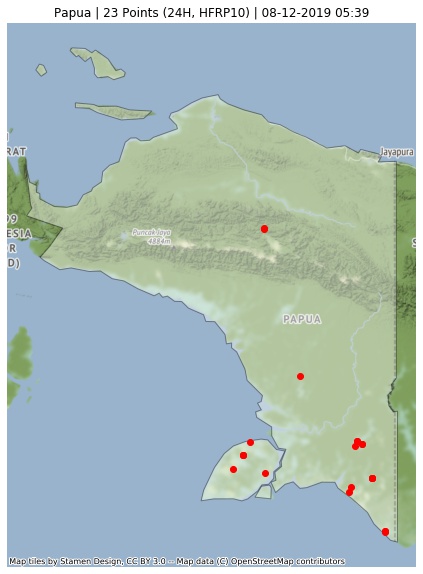 Papua | 23 Points (24H, HFRP10) | 08-12-2019 05:39
Jayapura
RAT
Puncak Jaya
4884m
ESIA
R
D)
PAPUA
Map tiles by Stamen Design, CC BY 3.0 -- Map data (C) OpenStreetMap contributors